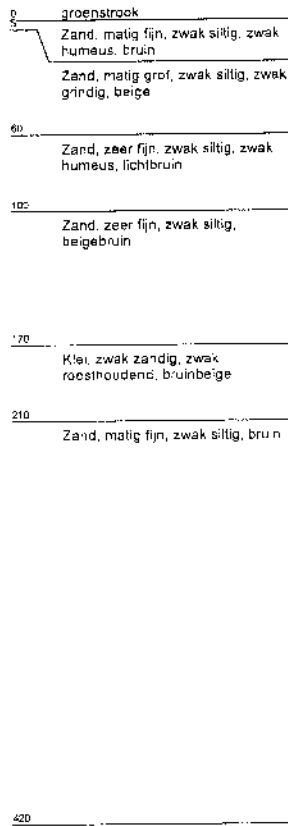 0 groenstrook
5
Zand, matig fijn, zwak siltig, zwak
humeus, bruin
Zand, matig grof, zwak siltig, zwak
grindig, beige
60
Zand, zeer fijn, zwak siltig, zwak
humeus, lichtbruin
100
Zand, zeer fijn, zwak siltig,
beigebruin
170
Klei, zwak zandig, zwak
roesthoudend, bruinbeige
210
Zand, matig fijn, zwak siltig, bruin
420